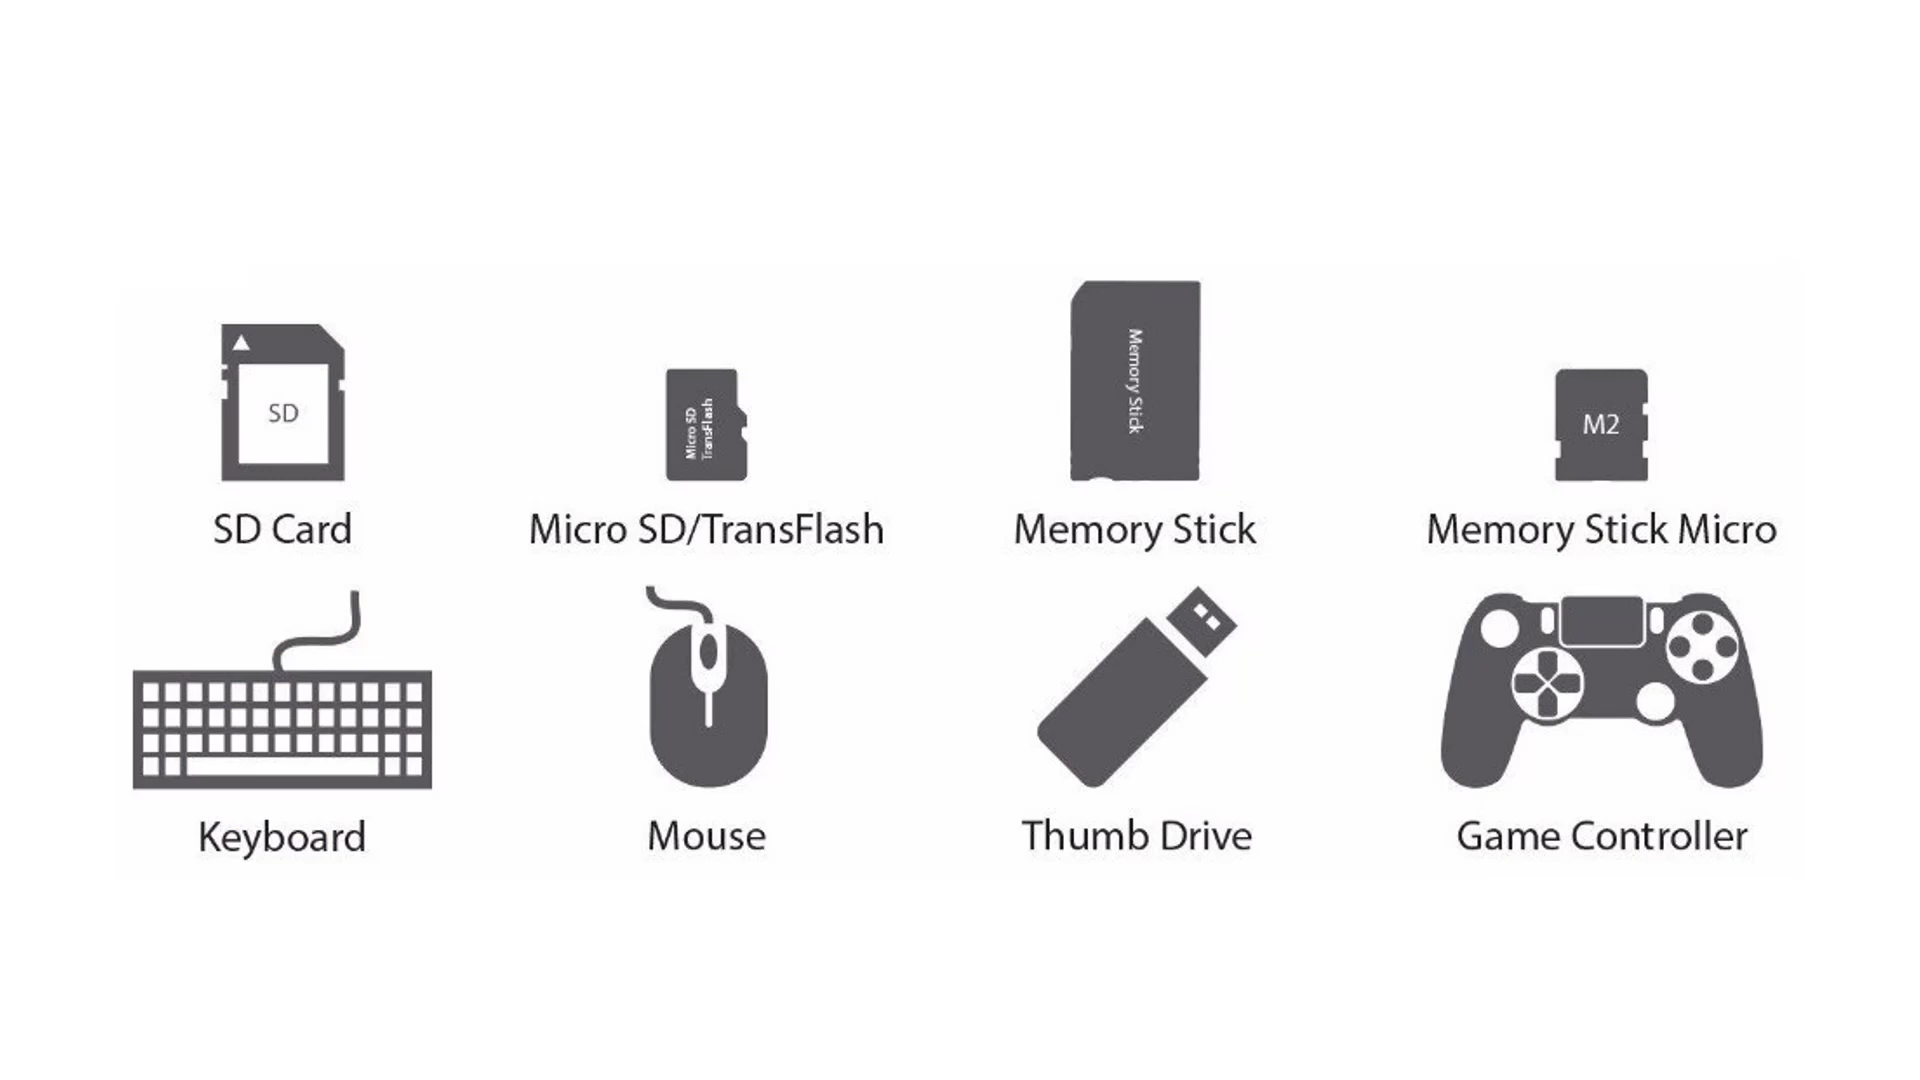 SD
Micro SD
TransFlash
Memory Stick
M2
SD Card
Micro SD/TransFlash
Memory Stick
Memory Stick Micro
Keyboard
Mouse
Thumb Drive
Game Controller